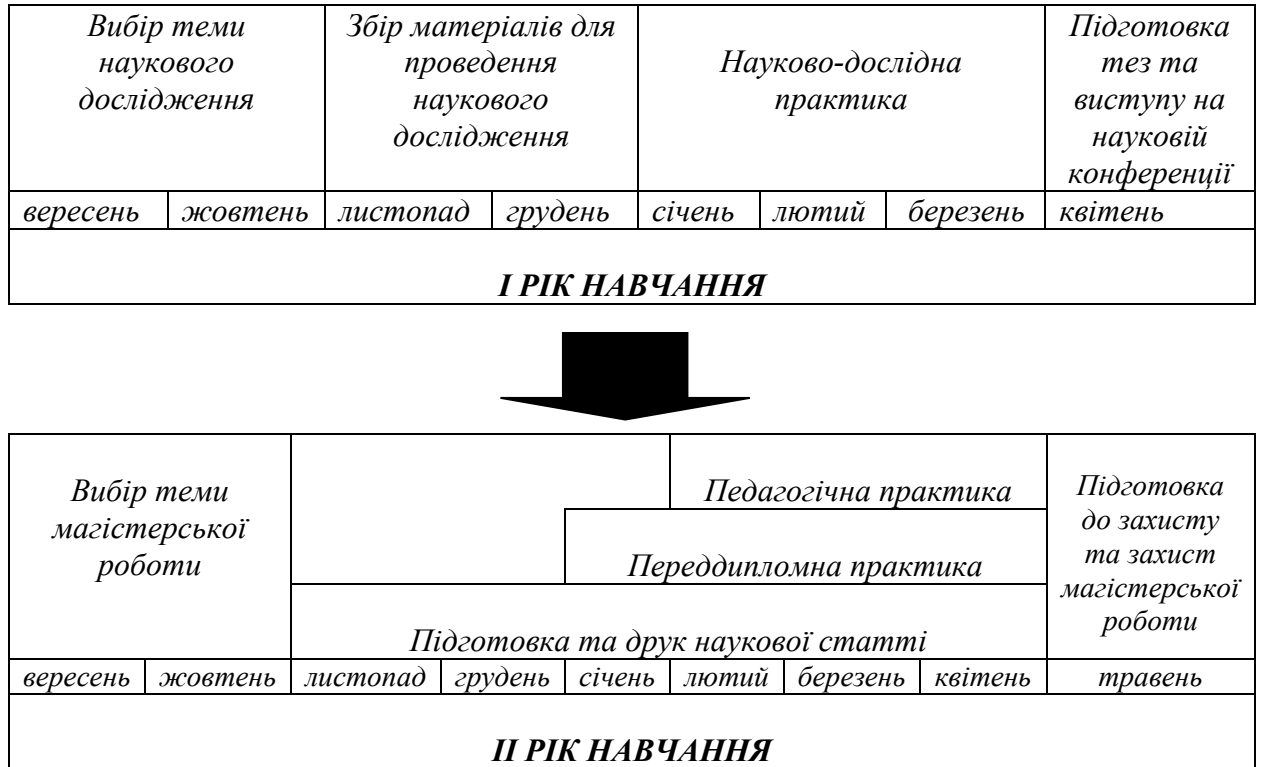 Вибір теми
наукового
дослідження
Збір матеріалів для
проведення
наукового
дослідження
Науково-дослідна
практика
Підготовка
тез та
виступу на
науковій
конференції
вересень жовтень листопад грудень січень лютий березень квітень
І РІК НАВЧАННЯ
Вибір теми
магістерської
роботи
Педагогічна практика
Переддипломна практика
Підготовка та друк наукової статті
Підготовка
до захисту
та захист
магістерської
роботи
вересень жовтень листопад грудень січень лютий березень квітень травень
ІІ РІК НАВЧАННЯ